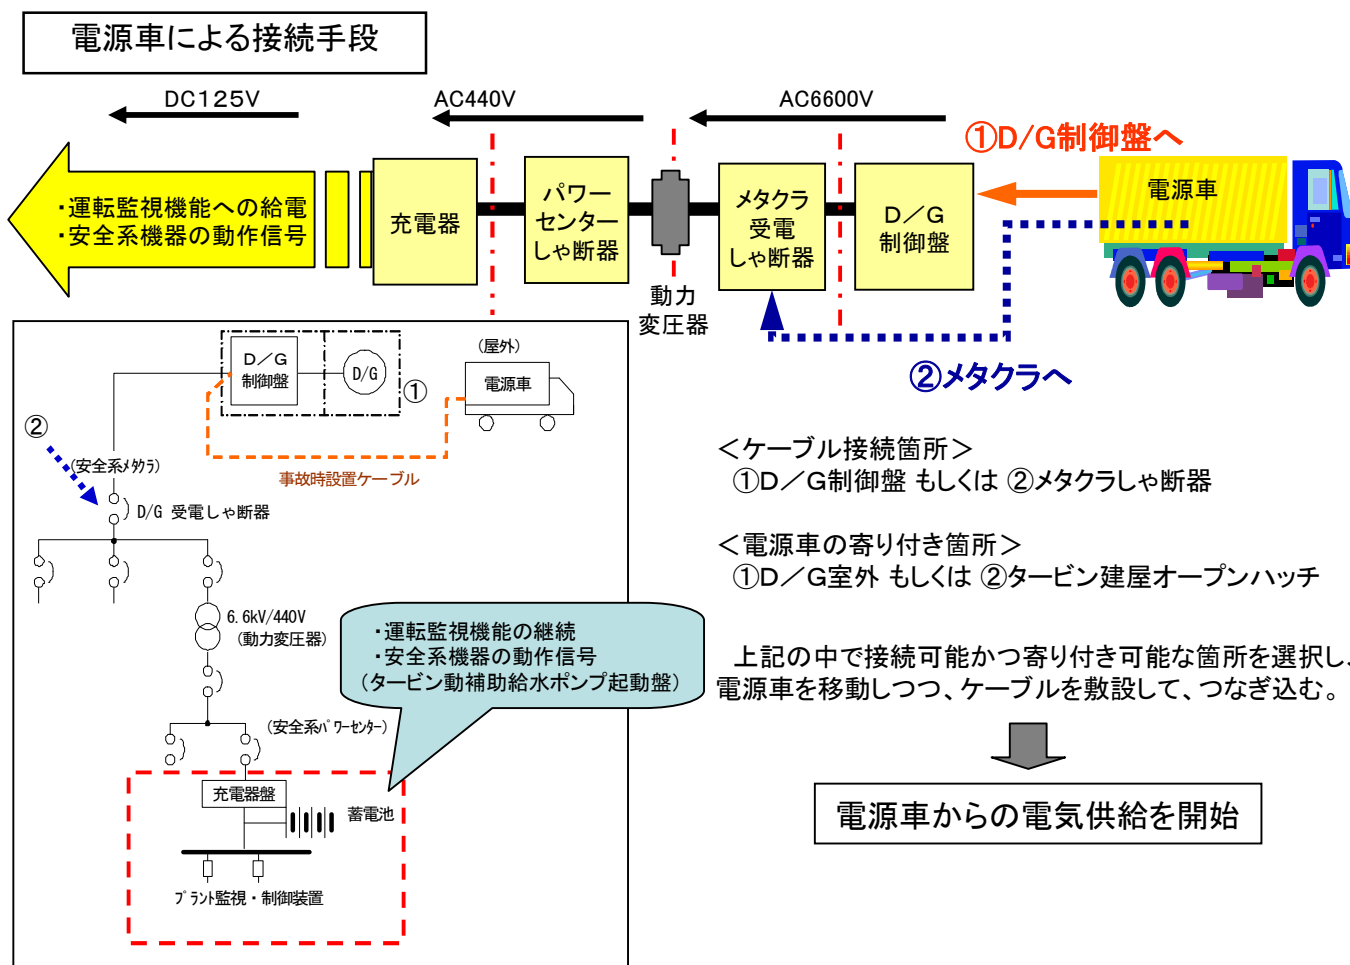 電源車による接続手段
DC125V
AC440V
AC6600V
①D/G制御盤へ
・運転監視機能への給電
・安全系機器の動作信号
充電器
パワー
センター
しゃ断器
動力
変圧器
メタクラ
受電
しゃ断器
D/G
制御盤
電源車
②メタクラへ
D/G
制御盤
D/G
①
(屋外)
電源車
事故時設置ケーブル
②
(安全系メタクラ)
D/G 受電しゃ断器
6.6kV/440V
(動力変圧器)
・運転監視機能の継続
・安全系機器の動作信号
(タービン動補助給水ポンプ起動盤)
(安全系パワーセンター)
充電器盤
蓄電池
プラント監視・制御装置
<ケーブル接続箇所>
①D/G制御盤 もしくは ②メタクラしゃ断器
<電源車の寄り付き箇所>
①D/G室外 もしくは ②タービン建屋オープンハッチ
上記の中で接続可能かつ寄り付き可能な箇所を選択し、
電源車を移動しつつ、ケーブルを敷設して、つなぎ込む。
電源車からの電気供給を開始